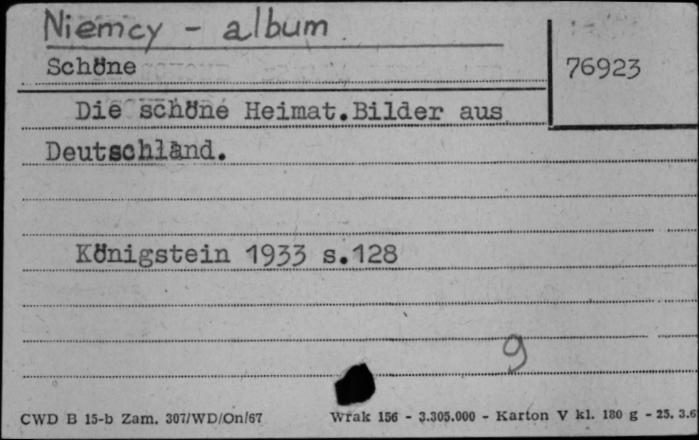 Niemcy - album
Schöne
76923
Die schöne Heimat.Bilder aus
Deutschland.
Königstein 1933 s.128
9
CWD B 15-b Zam. 307/WD/On/67 Wrak 156 - 3.305.000 - Karton V kl. 180 g - 25. 3.6